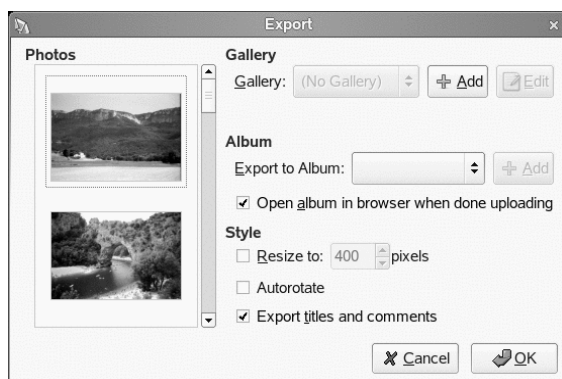 Export
Photos
Gallery
Gallery: (No Gallery) Add Edit
Album
Export to Album: Add
Open album in browser when done uploading
Style
Resize to: 400 pixels
Autorotate
Export titles and comments
Cancel OK